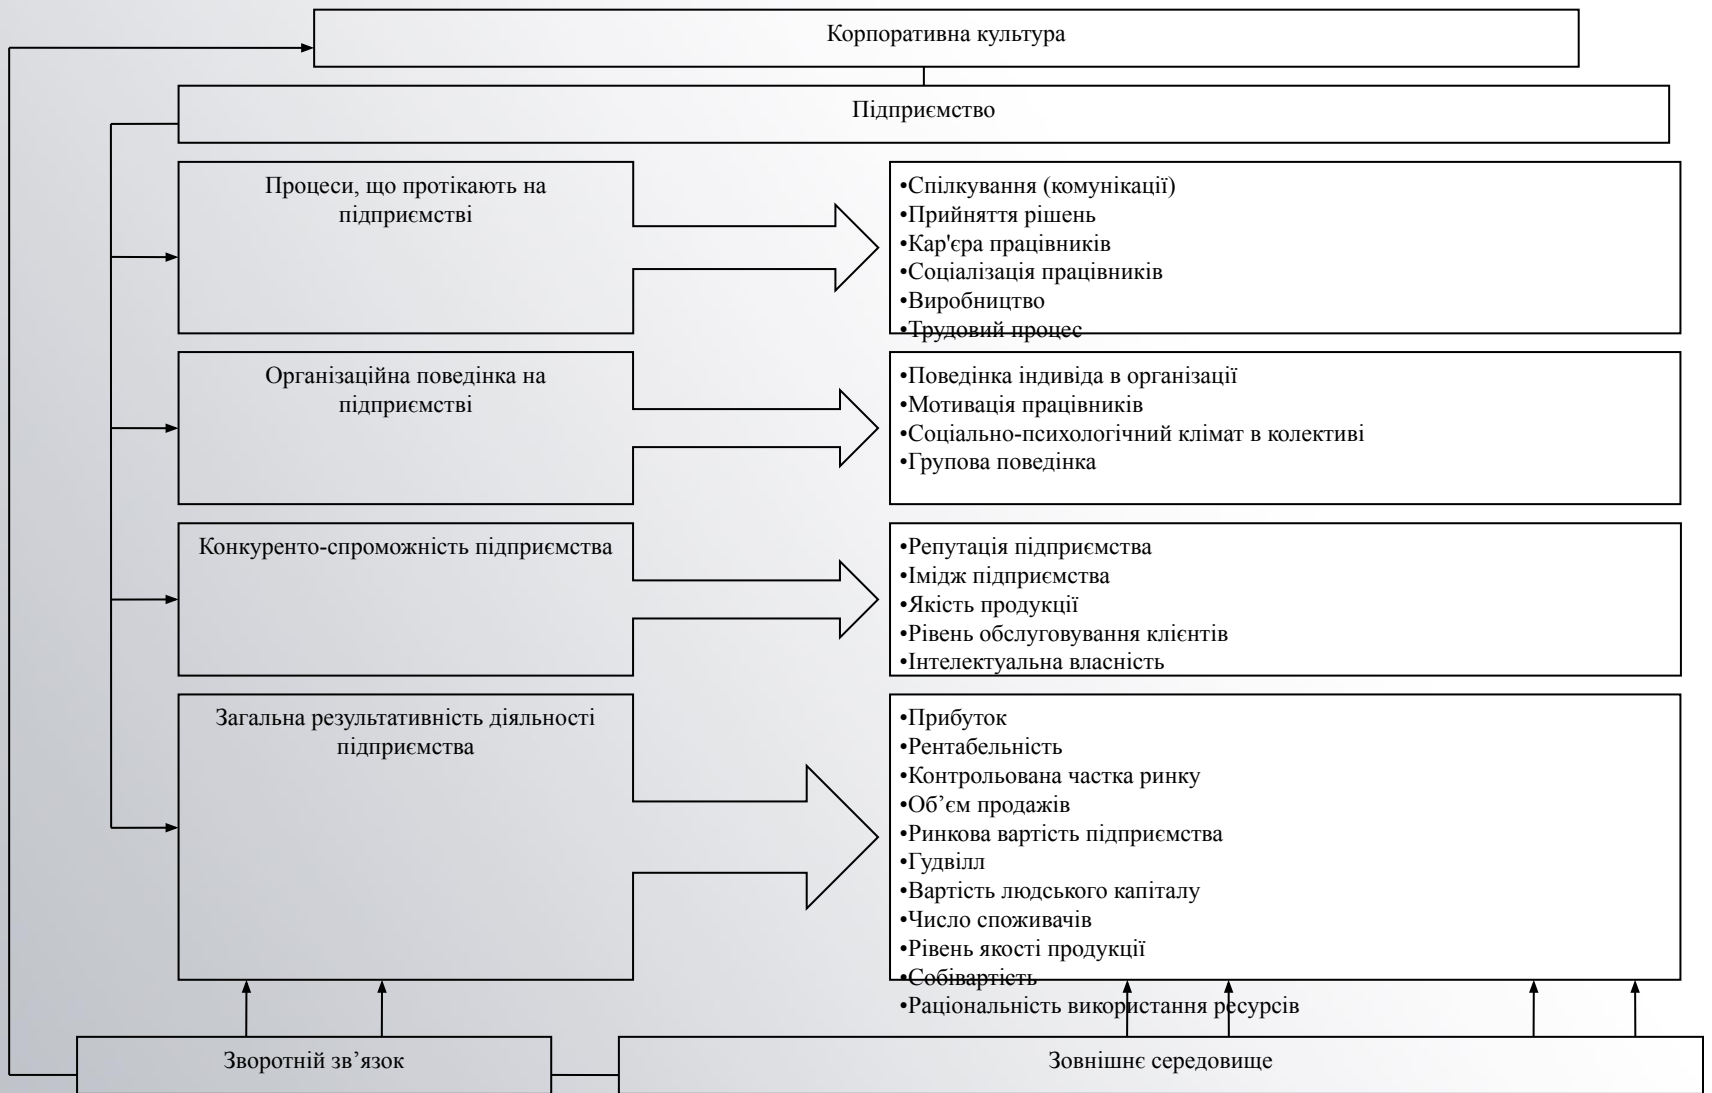 Корпоративна культура
Підприємство
Процеси, що протікають на
підприємстві
•Спілкування (комунікації)
•Прийняття рішень
•Кар'єра працівників
•Соціалізація працівників
•Виробництво
•Трудовий процес
Організаційна поведінка на
підприємстві
•Поведінка індивіда в організації
•Мотивація працівників
•Соціально-психологічний клімат в колективі
•Групова поведінка
Конкуренто-спроможність підприємства
•Репутація підприємства
•Імідж підприємства
•Якість продукції
•Рівень обслуговування клієнтів
•Інтелектуальна власність
Загальна результативність діяльності
підприємства
•Прибуток
•Рентабельність
•Контрольована частка ринку
•Об’єм продажів
•Ринкова вартість підприємства
•Гудвілл
•Вартість людського капіталу
•Число споживачів
•Рівень якості продукції
•Собівартість
•Раціональність використання ресурсів
Зворотній зв’язок
Зовнішнє середовище